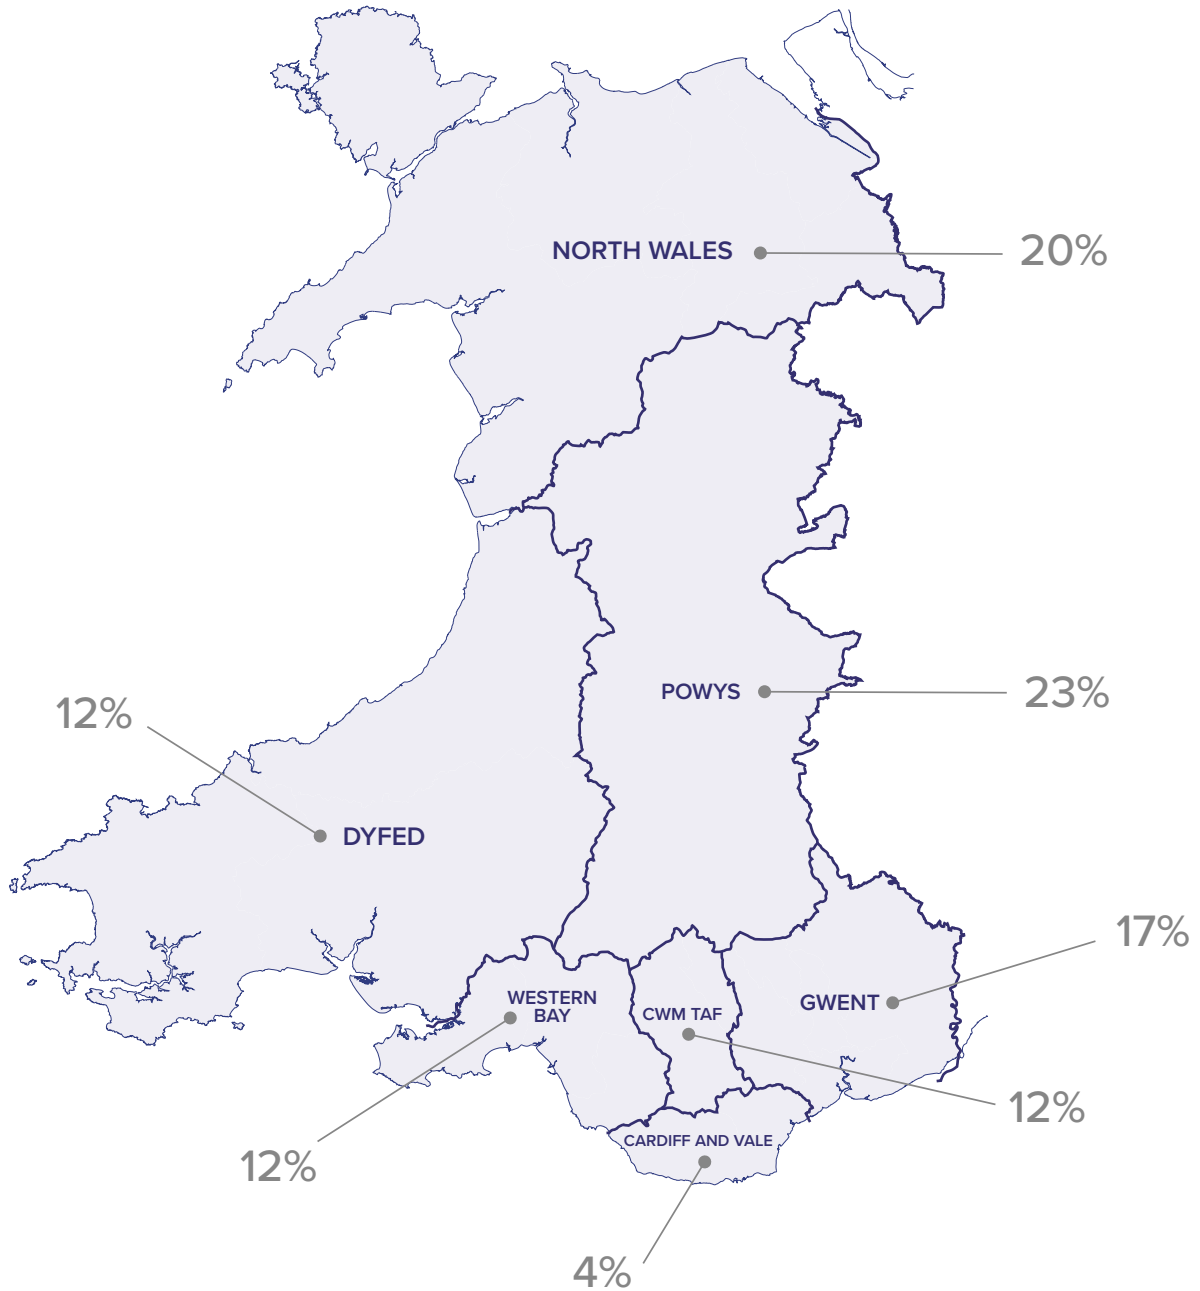 NORTH WALES
20%
POWYS
23%
12%
DYFED
17%
WESTERN
BAY
CWM TAF
GWENT
12%
CARDIFF AND VALE
12%
4%